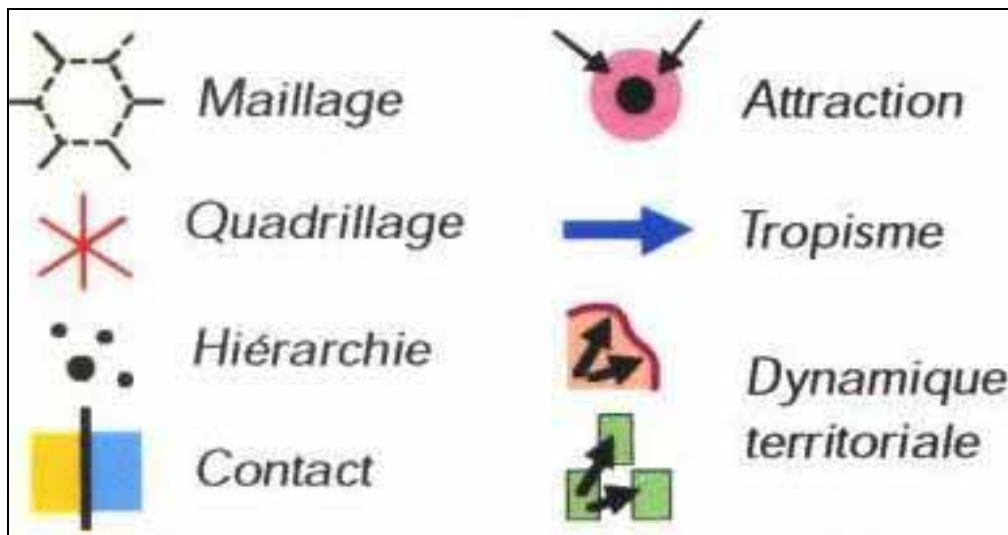 Maillage
Quadrillage
Hiérarchie
Contact
Attraction
Tropisme
Dynamique
territoriale